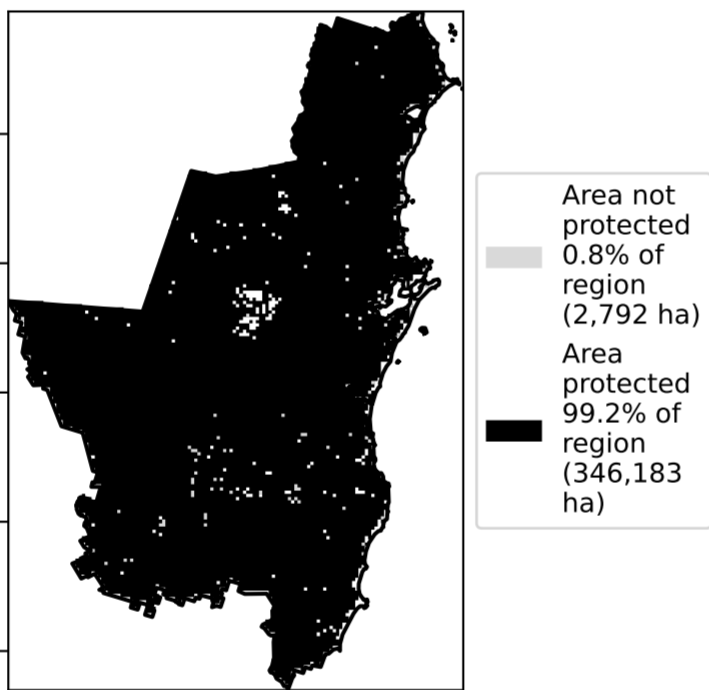 Area not
protected
0.8% of
region
(2,792 ha)
Area
protected
99.2% of
region
(346,183
ha)